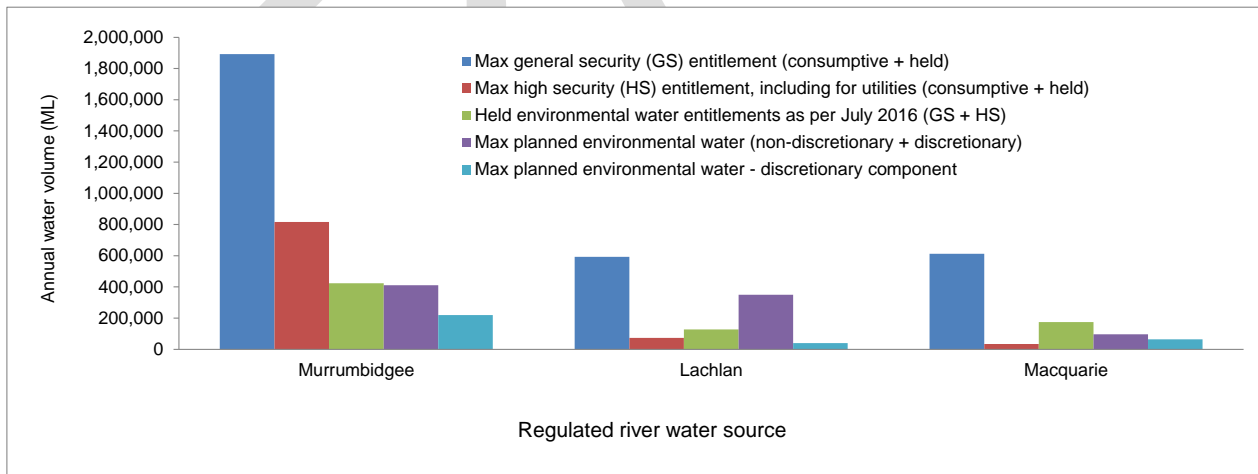 2,000,000
1,800,000
1,600,000
1,400,000
1,200,000
1,000,000
800,000
600,000
400,000
200,000
0
Annual water volume (ML)
Max general security (GS) entitlement (consumptive + held)
Max high security (HS) entitlement, including for utilities (consumptive + held)
Held environmental water entitlements as per July 2016 (GS + HS)
Max planned environmental water (non-discretionary + discretionary)
Max planned environmental water - discretionary component
Murrumbidgee Lachlan Macquarie
Regulated river water source